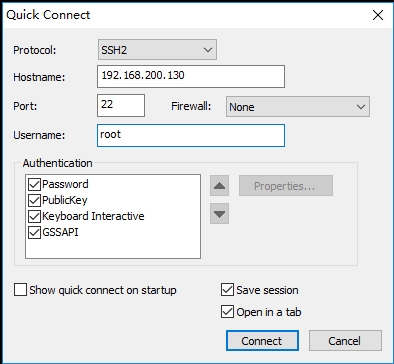 Quick Connect
Protocol: SSH2
Hostname: 192.168.200.130
Port: 22 Firewall: None
Username: root
Authentication
Password
PublicKey
Keyboard Interactive
GSSAPI
Properties...
Show quick connect on startup
Save session
Open in a tab
Connect Cancel